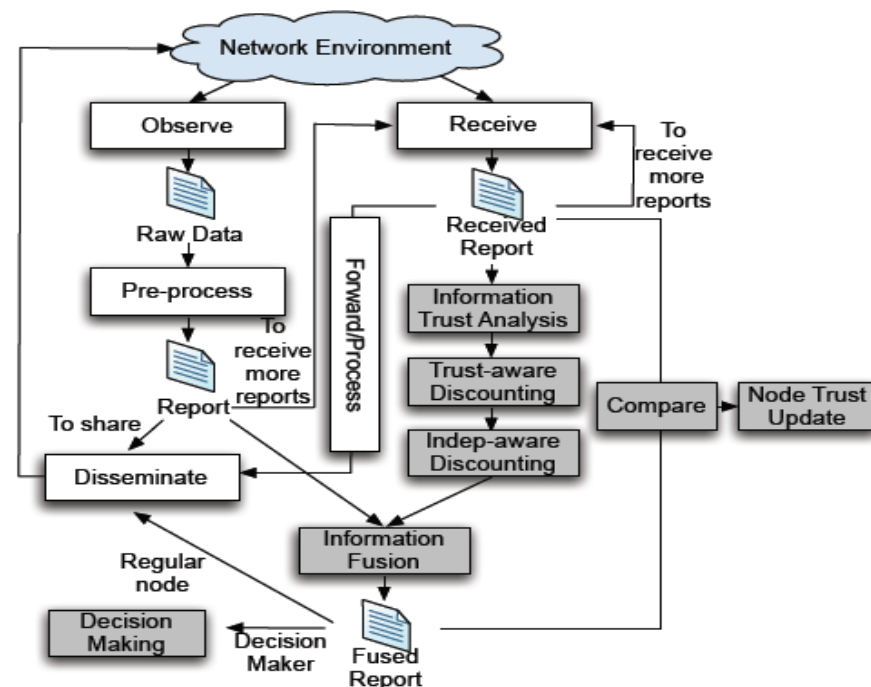 Network Environment
Observe
Receive
To
receive
more
reports
Raw Data
Received
Report
Pre-process
Forward/Process
Information
Trust Analysis
To
receive
more
reports
Trust-aware
Discounting
Report
Compare
Node Trust
Update
To share
Indep-aware
Discounting
Disseminate
Information
Fusion
Regular
node
Decision
Making
Decision
Maker
Fused
Report